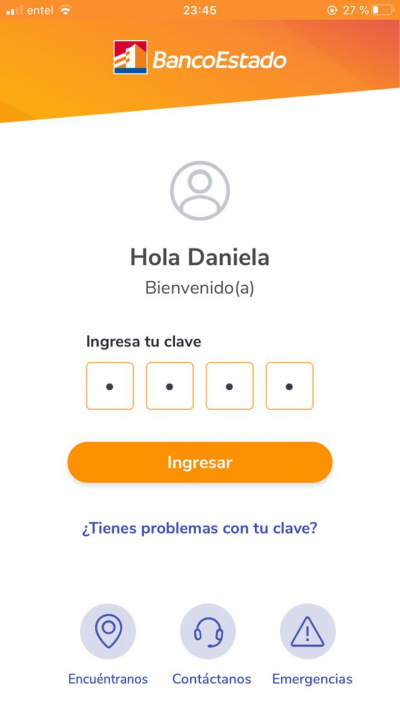 entel 23:45 27 %
BancoEstado
Hola Daniela
Bienvenido(a)
Ingresa tu clave
Ingresar
¿Tienes problemas con tu clave?
Encuéntranos Contáctanos Emergencias